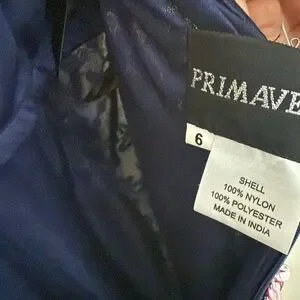 PRIMAVE
6
SHELL
100% NYLON
100% POLYESTER
MADE IN INDIA